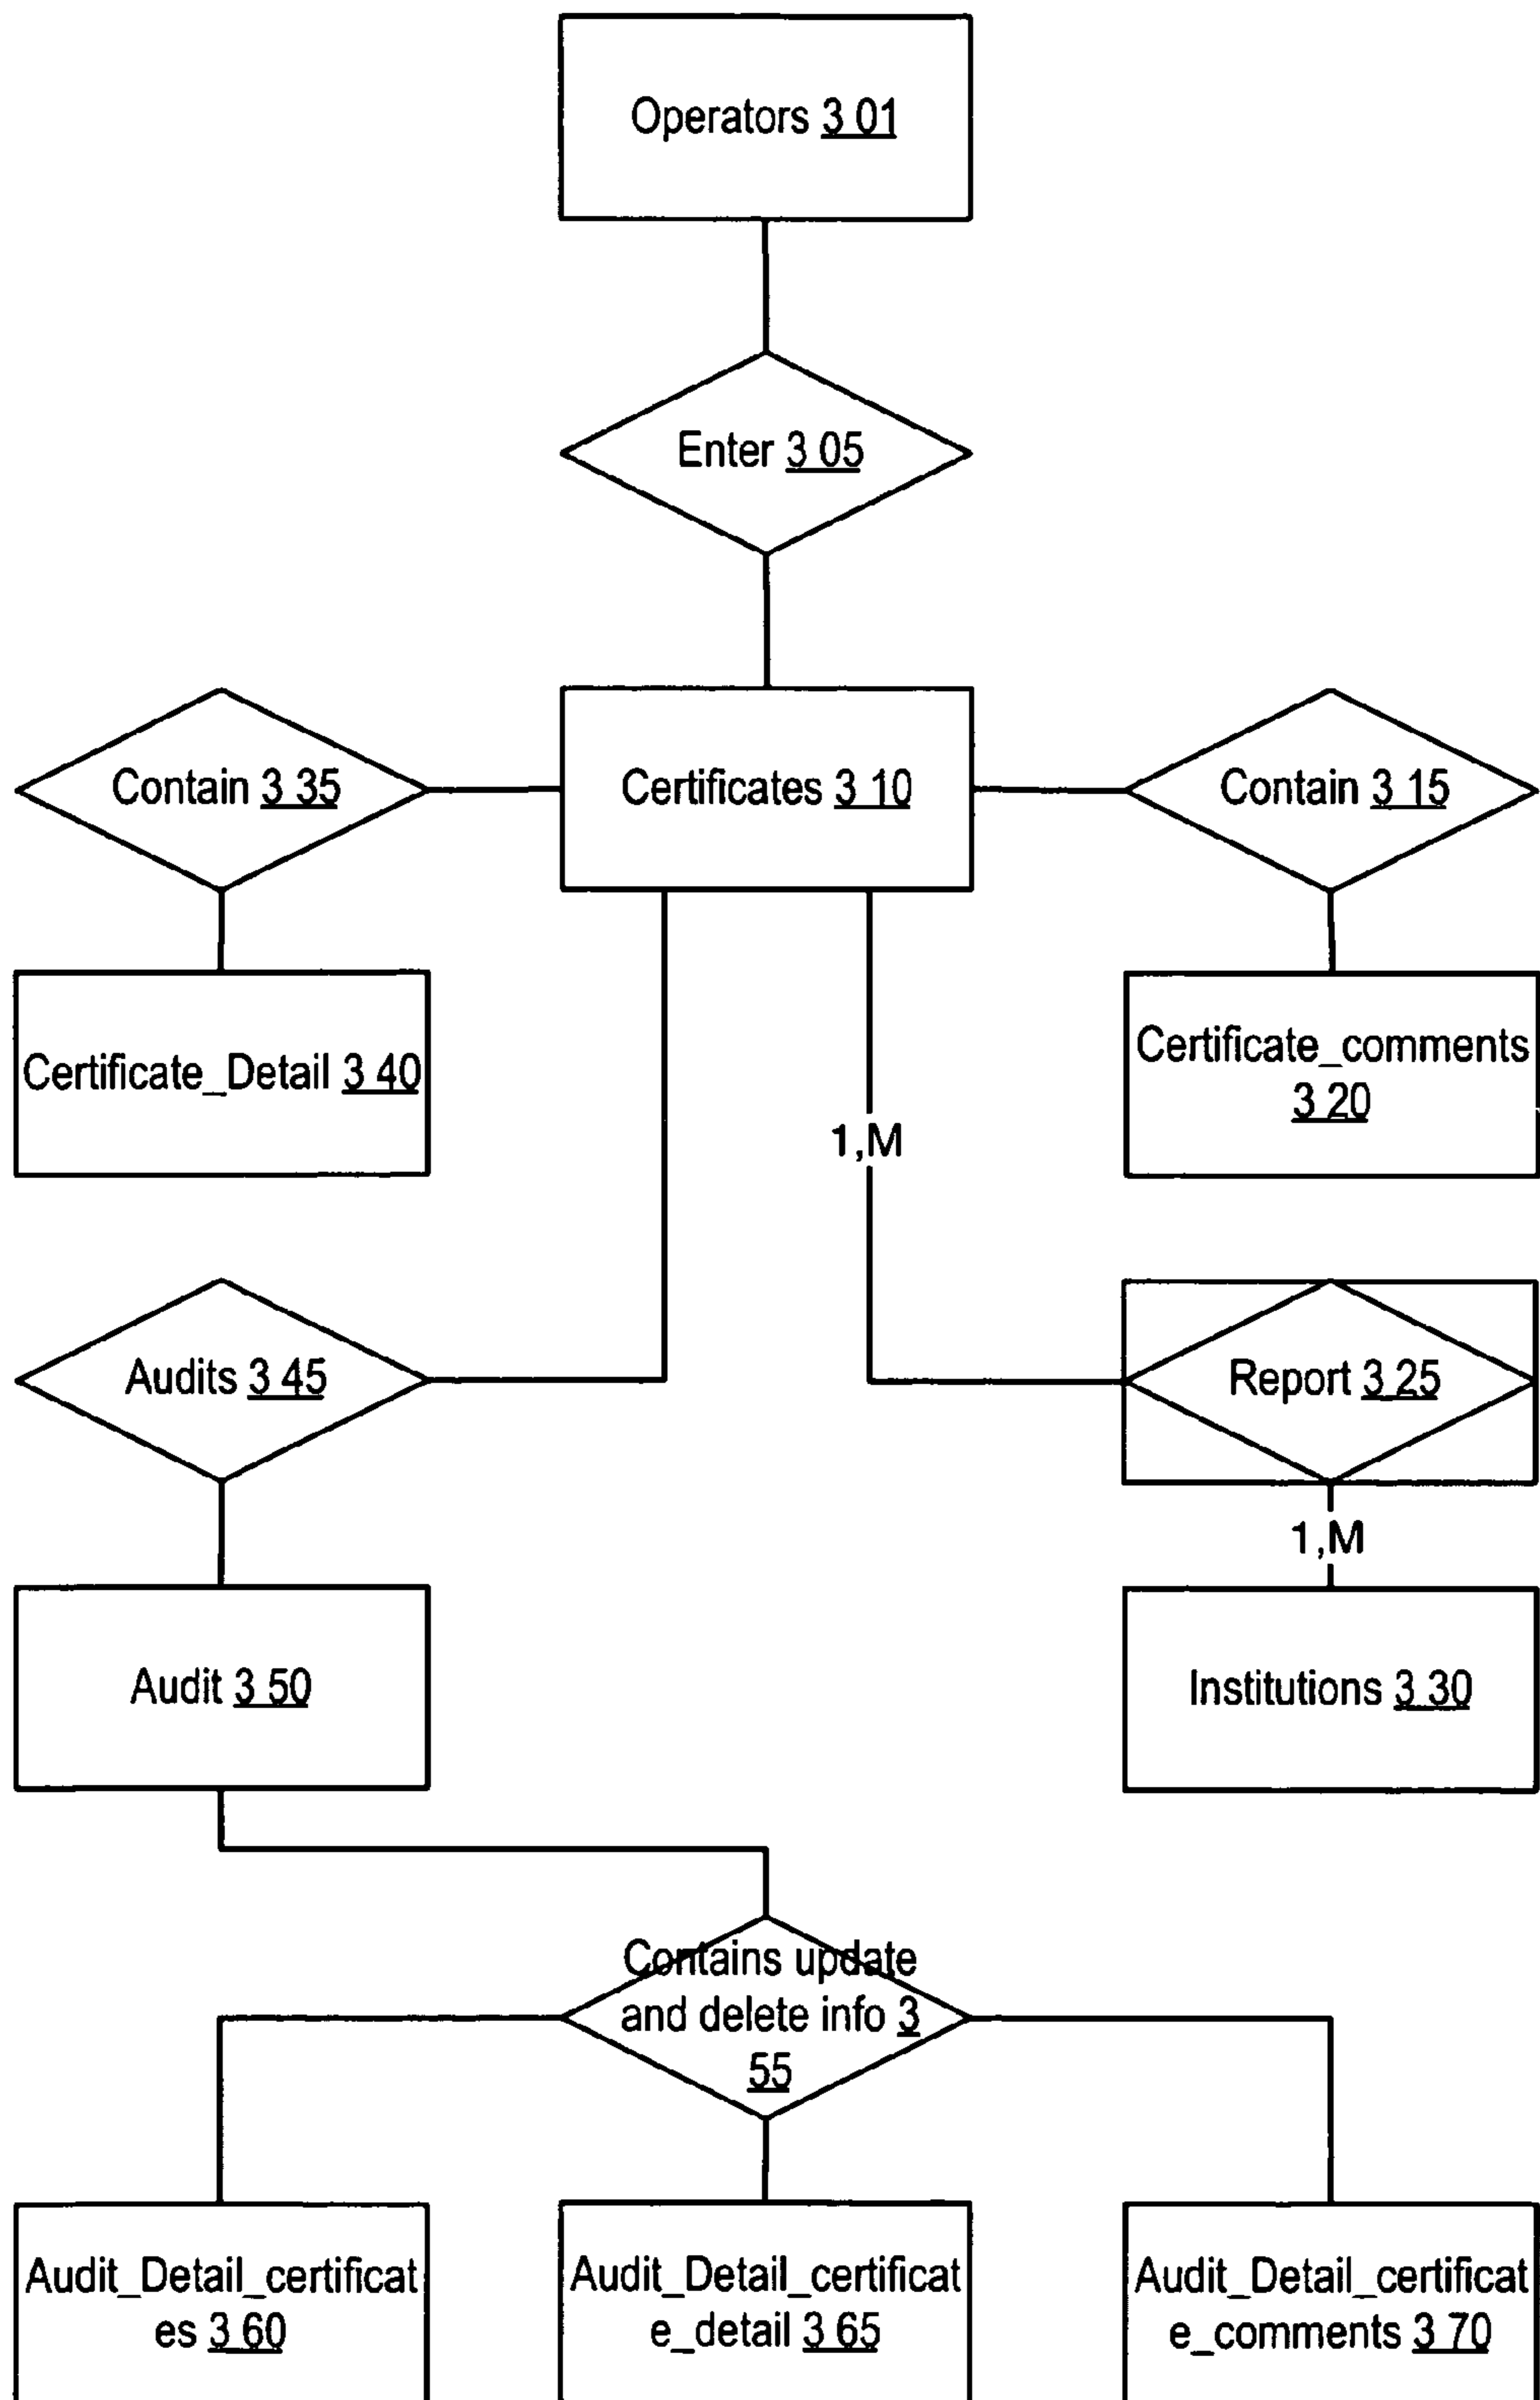 Operators 3 01
Enter 3 05
Contain 3 35
Certificates 3 10
Contain 3 15
Certificate_Detail 3 40
Certificate_comments
3 20
1,M
Audits 3 45
Report 3 25
1,M
Audit 3 50
Institutions 3 30
Contains update
and delete info 3
55
Audit_Detail_certificat
es 3 60
Audit_Detail_certificat
e_detail 3 65
Audit_Detail_certificat
e_comments 3 70